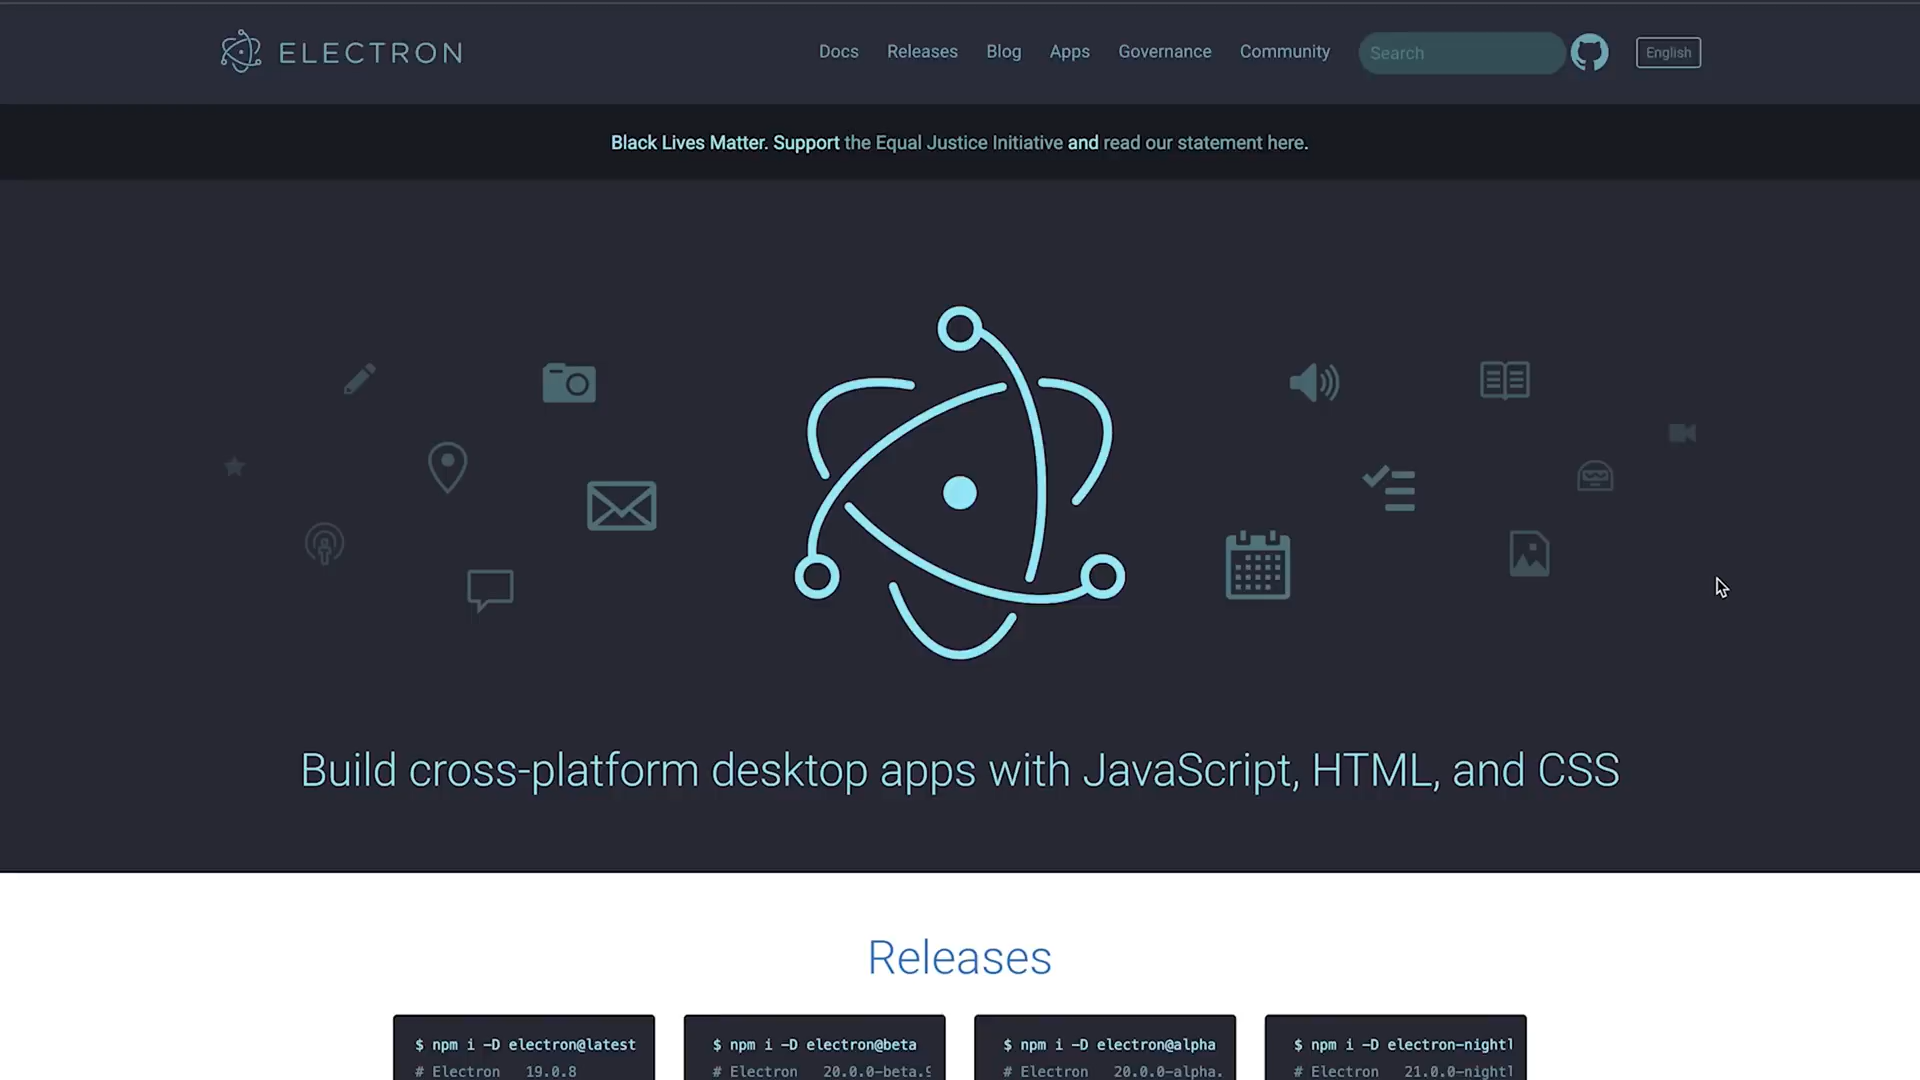 ELECTRON
Docs Releases Blog Apps Governance Community Search English
Black Lives Matter. Support the Equal Justice Initiative and read our statement here.
Build cross-platform desktop apps with JavaScript, HTML, and CSS
Releases
$ npm i -D electron@latest
# Electron 19.0.8
$ npm i -D electron@beta
# Electron 20.0.0-beta.9
$ npm i -D electron@alpha
# Electron 20.0.0-alpha.
$ npm i -D electron-nightl
# Electron 21.0.0-nightl